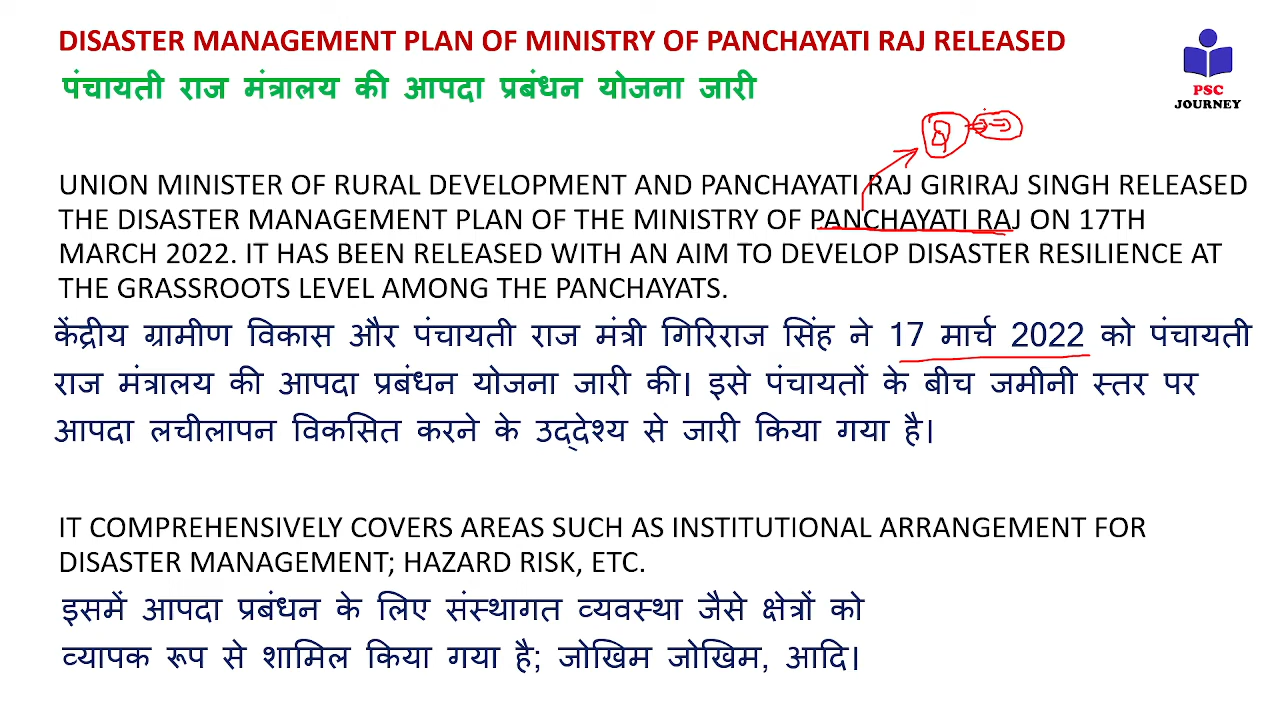 DISASTER MANAGEMENT PLAN OF MINISTRY OF PANCHAYATI RAJ RELEASED
पंचायती राज मंत्रालय की आपदा प्रबंधन योजना जारी
PSC
JOURNEY
UNION MINISTER OF RURAL DEVELOPMENT AND PANCHAYATI RAJ GIRIRAJ SINGH RELEASED
THE DISASTER MANAGEMENT PLAN OF THE MINISTRY OF PANCHAYATI RAJ ON 17TH
MARCH 2022. IT HAS BEEN RELEASED WITH AN AIM TO DEVELOP DISASTER RESILIENCE AT
THE GRASSROOTS LEVEL AMONG THE PANCHAYATS.
केंद्रीय ग्रामीण विकास और पंचायती राज मंत्री गिरिराज सिंह ने 17 मार्च 2022 को पंचायती
राज मंत्रालय की आपदा प्रबंधन योजना जारी की। इसे पंचायतों के बीच जमीनी स्तर पर
आपदा लचीलापन विकसित करने के उद्देश्य से जारी किया गया है।
IT COMPREHENSIVELY COVERS AREAS SUCH AS INSTITUTIONAL ARRANGEMENT FOR
DISASTER MANAGEMENT; HAZARD RISK, ETC.
इसमें आपदा प्रबंधन के लिए संस्थागत व्यवस्था जैसे क्षेत्रों को
व्यापक रूप से शामिल किया गया है; जोखिम जोखिम, आदि।